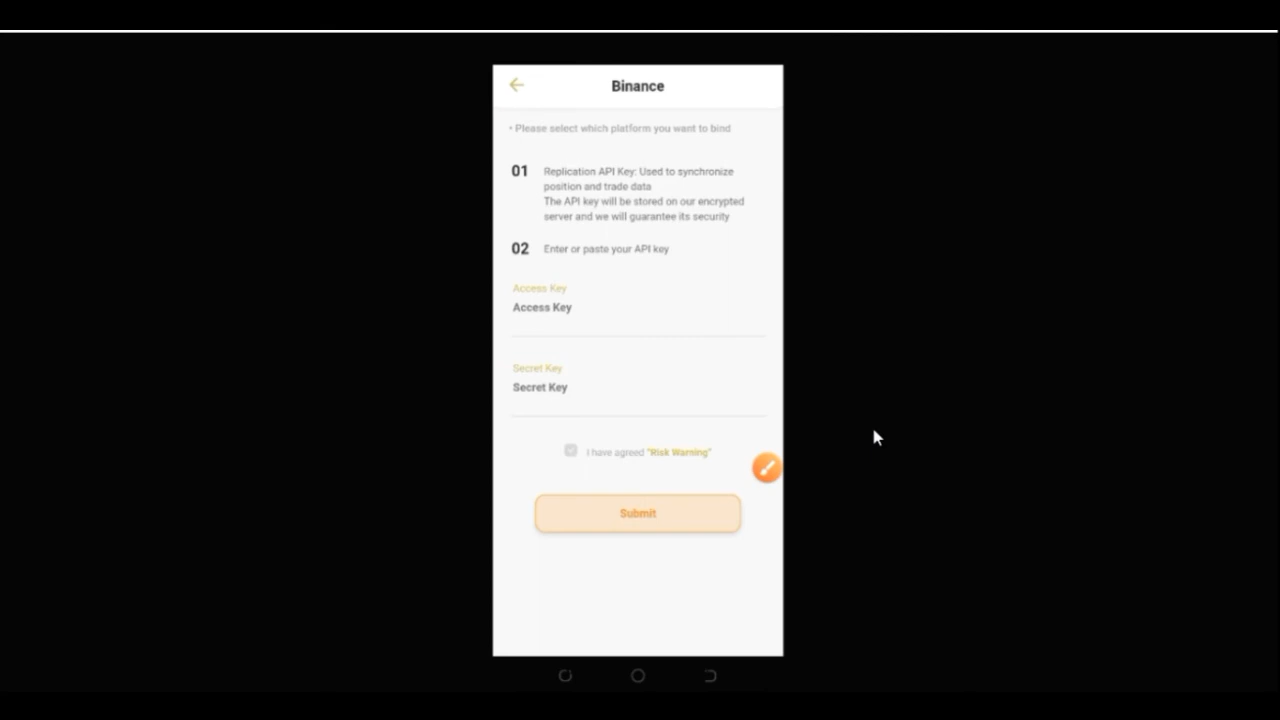 Binance
• Please select which platform you want to bind
01
Replication API Key: Used to synchronize
position and trade data
The API key will be stored on our encrypted
server and we will guarantee its security
02
Enter or paste your API key
Access Key
Access Key
Secret Key
Secret Key
I have agreed "Risk Warning"
Submit